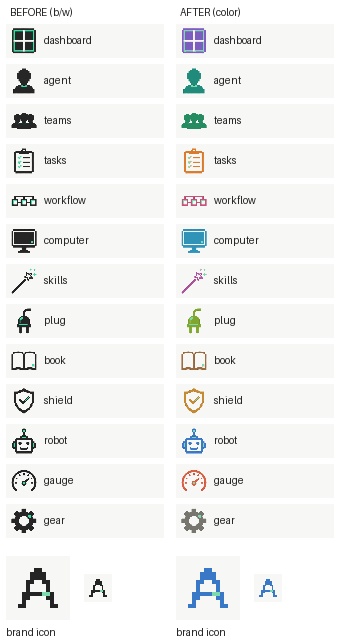 BEFORE (b/w) AFTER (color)
dashboard dashboard
agent agent
teams teams
tasks tasks
workflow workflow
computer computer
skills skills
plug plug
book book
shield shield
robot robot
gauge gauge
gear gear
brand icon brand icon